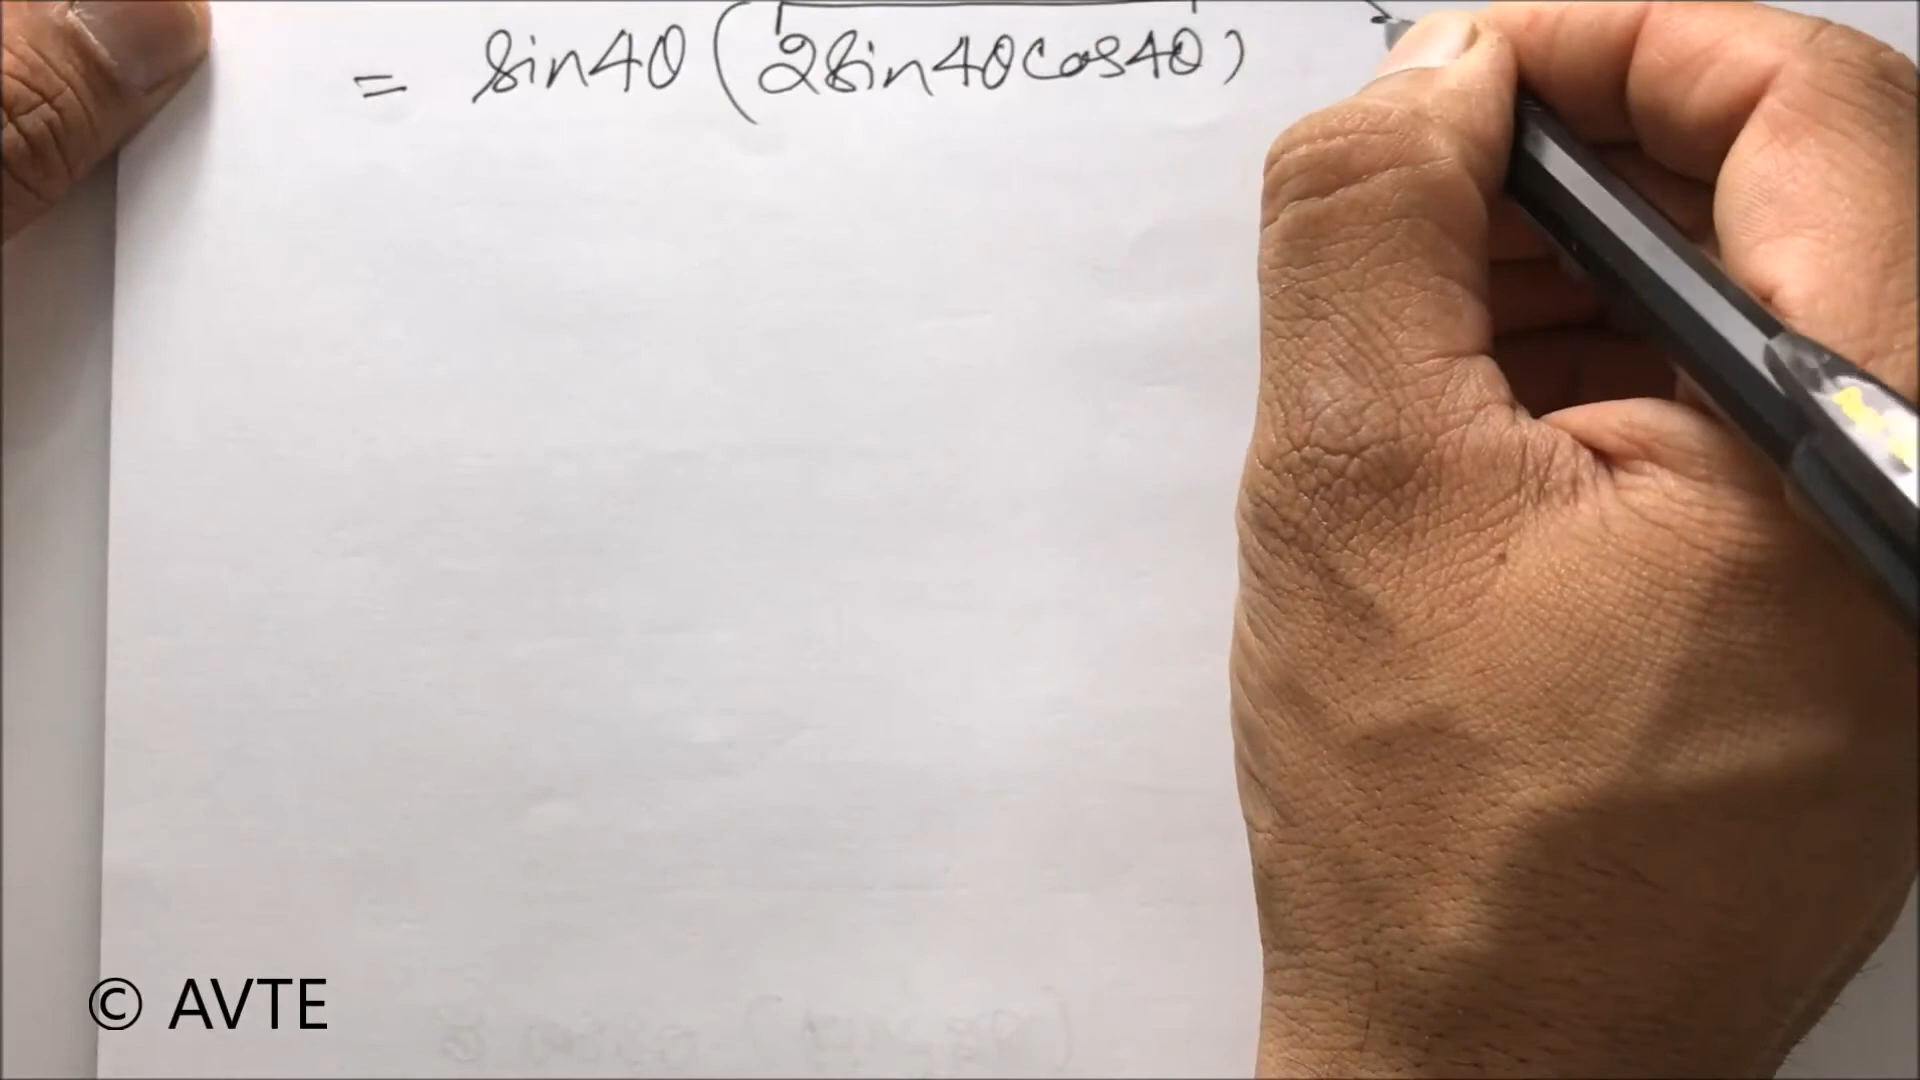 = sin4θ (2sin4θcos4θ)
© AVTE